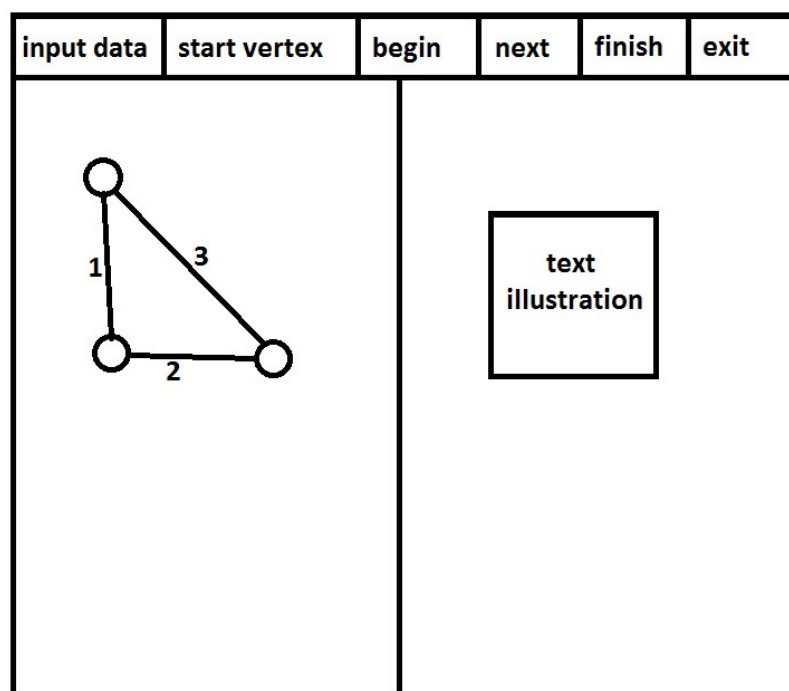 input data
start vertex
begin
next
finish
exit
1
3
2
text
illustration